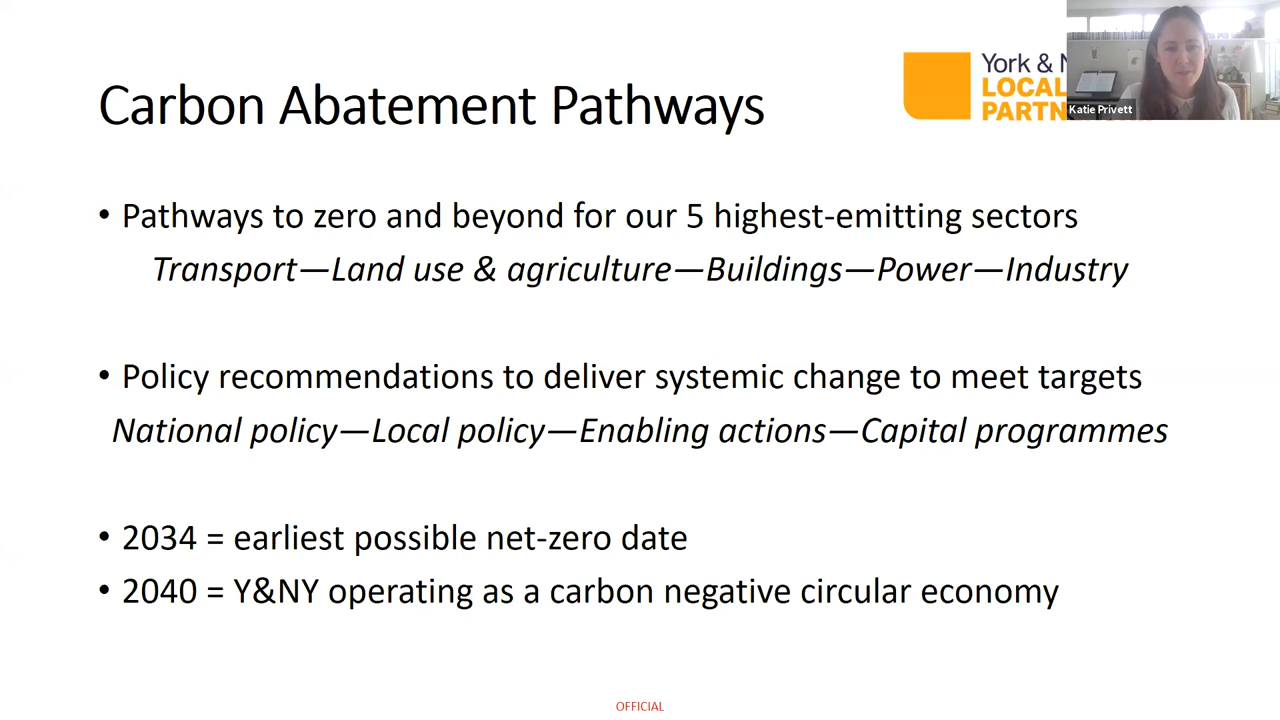 Carbon Abatement Pathways
York &
LOCAL
PARTN
Katie Privett
• Pathways to zero and beyond for our 5 highest-emitting sectors
Transport—Land use & agriculture—Buildings—Power—Industry
• Policy recommendations to deliver systemic change to meet targets
National policy—Local policy—Enabling actions—Capital programmes
• 2034 = earliest possible net-zero date
• 2040 = Y&NY operating as a carbon negative circular economy
OFFICIAL